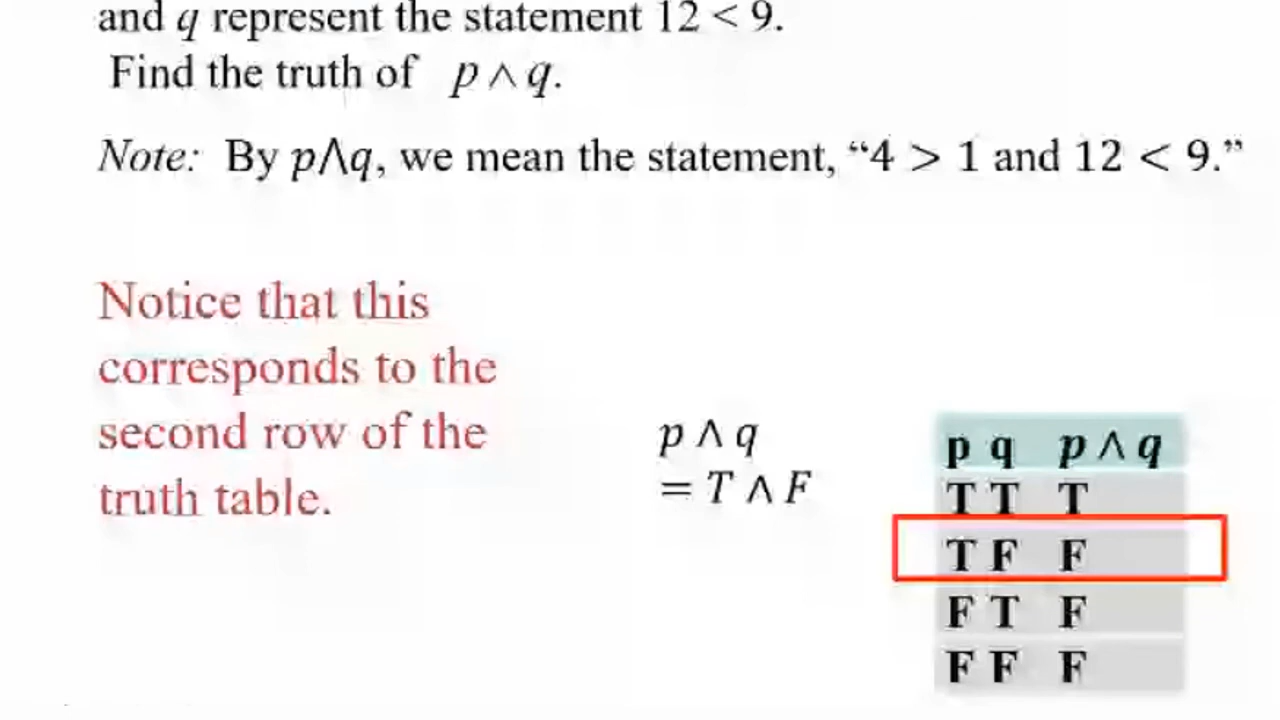 and q represent the statement 12 < 9.
Find the truth of p ∧ q.
Note: By p⋀q, we mean the statement, “4 > 1 and 12 < 9.”
Notice that this
corresponds to the
second row of the
truth table.
p ∧ q
= T ∧ F
p q p ∧ q
T T T
T F F
F T F
F F F